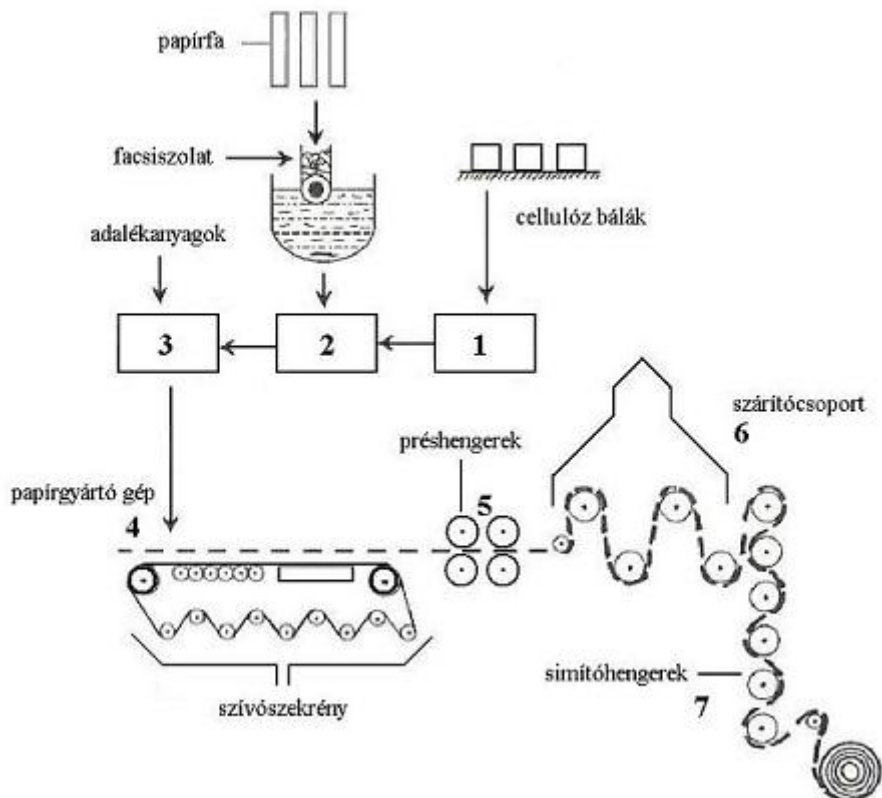 papírfa
facsiszolat
cellulóz bálák
adalékanyagok
3
2
1
szárítócsoport
6
préshengerek
5
papírgyártó gép
4
simítóhengerek
7
szívószekrény